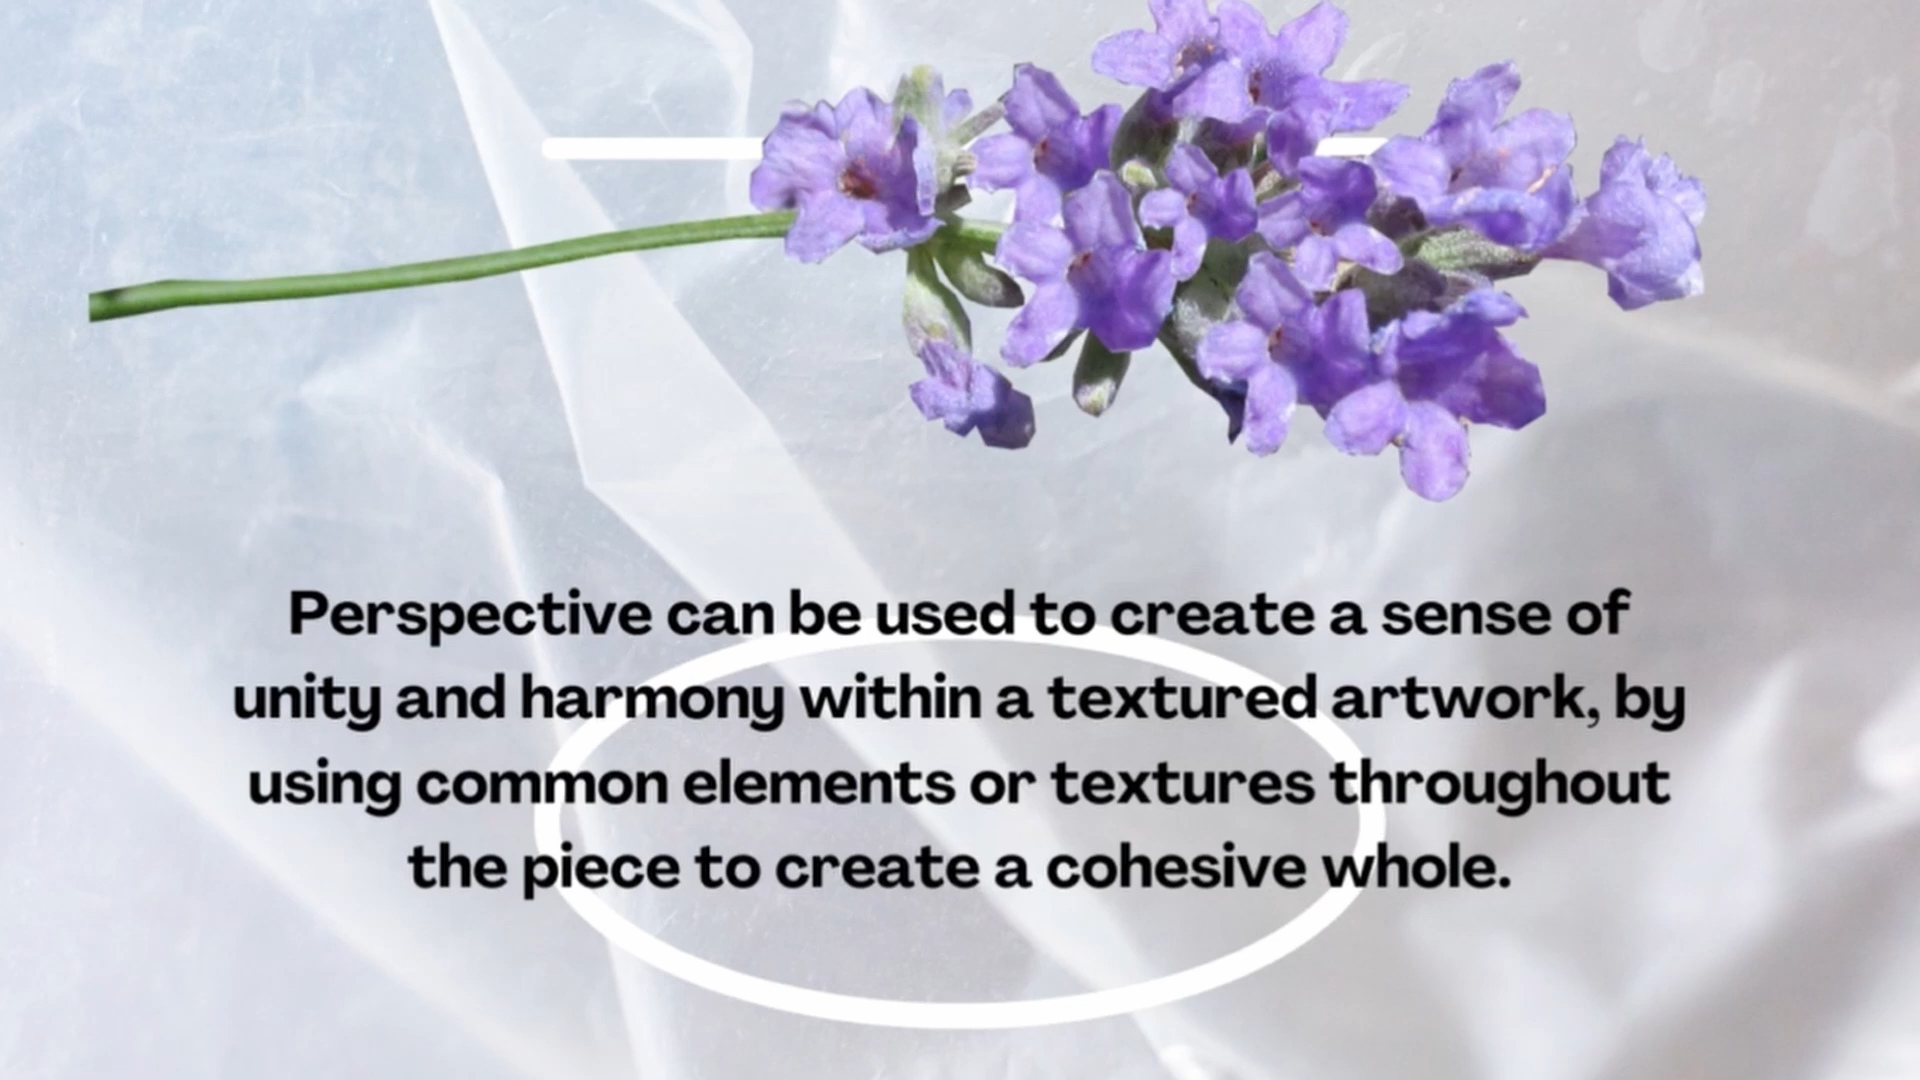 Perspective can be used to create a sense of
unity and harmony within a textured artwork, by
using common elements or textures throughout
the piece to create a cohesive whole.